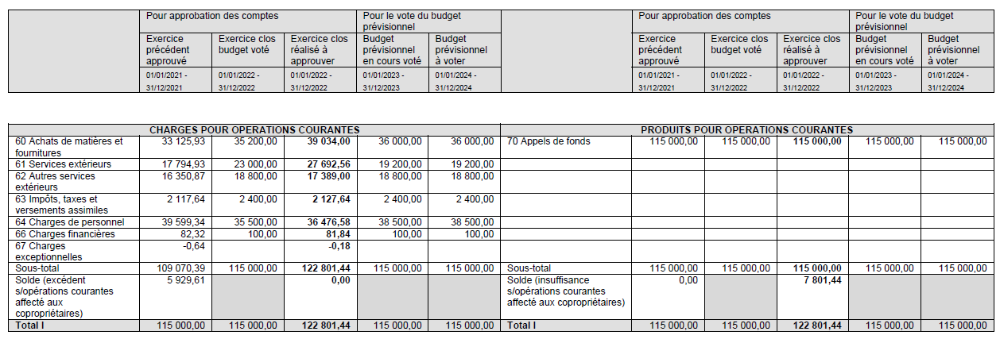 Pour approbation des comptes Pour le vote du budget prévisionnel Pour approbation des comptes Pour le vote du budget prévisionnel
Exercice précédent approuvé Exercice clos budget voté Exercice clos réalisé à approuver Budget prévisionnel en cours voté Budget prévisionnel à voter Exercice précédent approuvé Exercice clos budget voté Exercice clos réalisé à approuver Budget prévisionnel en cours voté Budget prévisionnel à voter
01/01/2021 - 01/01/2022 - 01/01/2022 - 01/01/2023 - 01/01/2024 - 01/01/2021 - 01/01/2022 - 01/01/2022 - 01/01/2023 - 01/01/2024 -
31/12/2021 31/12/2022 31/12/2022 31/12/2023 31/12/2024 31/12/2021 31/12/2022 31/12/2022 31/12/2023 31/12/2024
CHARGES POUR OPERATIONS COURANTES PRODUITS POUR OPERATIONS COURANTES
60 Achats de matières et fournitures 33 125,93 35 200,00 39 034,00 36 000,00 36 000,00 70 Appels de fonds 115 000,00 115 000,00 115 000,00 115 000,00 115 000,00
61 Services extérieurs 17 794,93 23 000,00 27 692,56 19 200,00 19 200,00
62 Autres services extérieurs 16 350,87 18 800,00 17 389,00 18 800,00 18 800,00
63 Impôts, taxes et versements assimiles 2 117,64 2 400,00 2 127,64 2 400,00 2 400,00
64 Charges de personnel 39 599,34 35 500,00 36 476,58 38 500,00 38 500,00
66 Charges financières 82,32 100,00 81,84 100,00 100,00
67 Charges exceptionnelles -0,64 -0,18
Sous-total 109 070,39 115 000,00 122 801,44 115 000,00 115 000,00 Sous-total 115 000,00 115 000,00 115 000,00 115 000,00 115 000,00
Solde (excédent s/opérations courantes affecté aux copropriétaires) 5 929,61 0,00 Solde (insuffisance s/opérations courantes affecté aux copropriétaires) 0,00 7 801,44
Total I 115 000,00 115 000,00 122 801,44 115 000,00 115 000,00 Total I 115 000,00 115 000,00 122 801,44 115 000,00 115 000,00